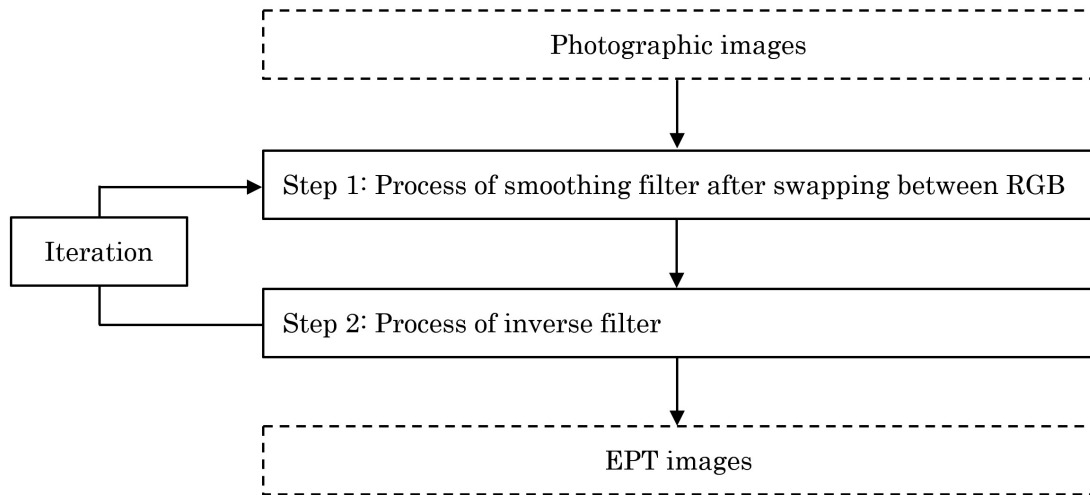 Photographic images
Step 1: Process of smoothing filter after swapping between RGB
Iteration
Step 2: Process of inverse filter
EPT images